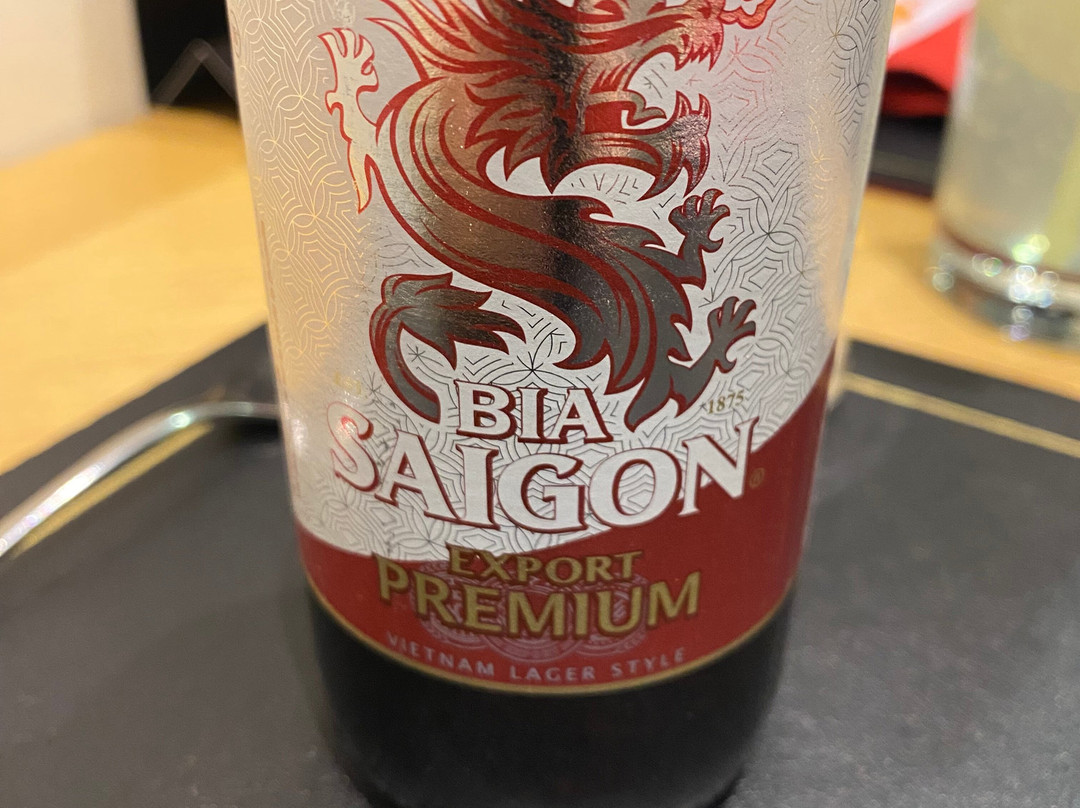 BIA
1875
SAIGON®
EXPORT
PREMIUM
VIETNAM LAGER STYLE